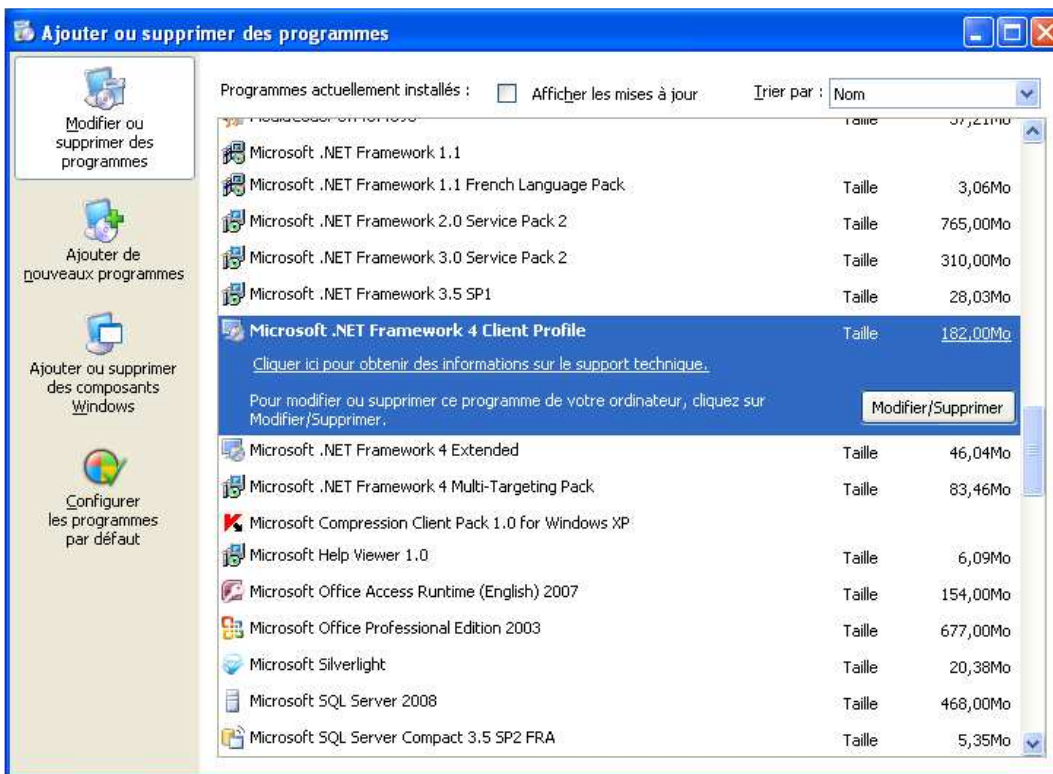 Ajouter ou supprimer des programmes
Modifier ou
supprimer des
programmes
Ajouter de
nouveaux programmes
Ajouter ou supprimer
des composants
Windows
Configurer
les programmes
par défaut
Programmes actuellement installés : Afficher les mises à jour Trier par : Nom
Taille 37,21Mo
Microsoft .NET Framework 1.1
Microsoft .NET Framework 1.1 French Language Pack Taille 3,06Mo
Microsoft .NET Framework 2.0 Service Pack 2 Taille 765,00Mo
Microsoft .NET Framework 3.0 Service Pack 2 Taille 310,00Mo
Microsoft .NET Framework 3.5 SP1 Taille 28,03Mo
Microsoft .NET Framework 4 Client Profile Taille 182,00Mo
Cliquer ici pour obtenir des informations sur le support technique.
Pour modifier ou supprimer ce programme de votre ordinateur, cliquez sur
Modifier/Supprimer.
Modifier/Supprimer
Microsoft .NET Framework 4 Extended Taille 46,04Mo
Microsoft .NET Framework 4 Multi-Targeting Pack Taille 83,46Mo
Microsoft Compression Client Pack 1.0 for Windows XP
Microsoft Help Viewer 1.0 Taille 6,09Mo
Microsoft Office Access Runtime (English) 2007 Taille 154,00Mo
Microsoft Office Professional Edition 2003 Taille 677,00Mo
Microsoft Silverlight Taille 20,38Mo
Microsoft SQL Server 2008 Taille 468,00Mo
Microsoft SQL Server Compact 3.5 SP2 FRA Taille 5,35Mo